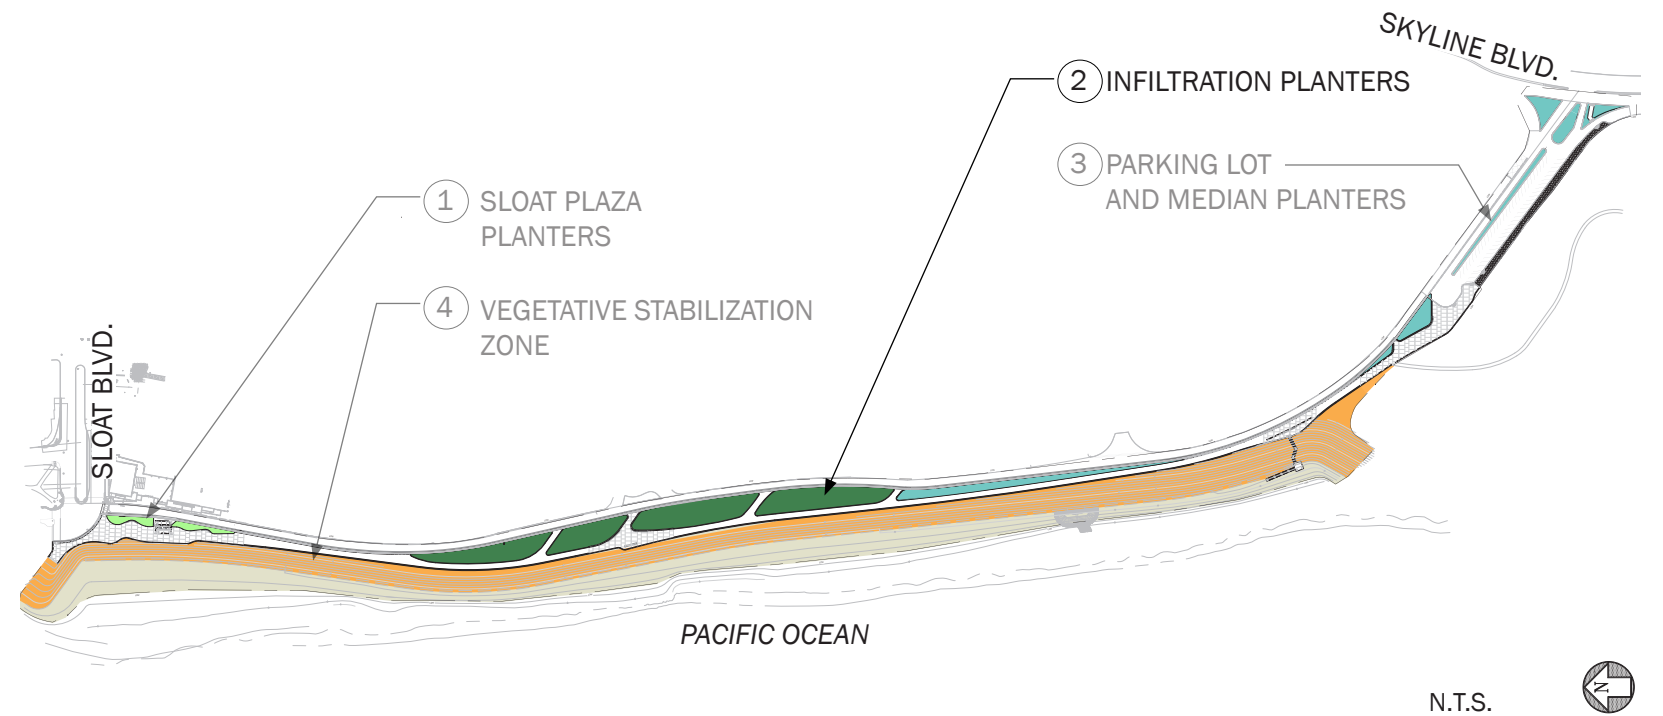 SKYLINE BLVD.
2 INFILTRATION PLANTERS
3 PARKING LOT
AND MEDIAN PLANTERS
1 SLOAT PLAZA
PLANTERS
4 VEGETATIVE STABILIZATION
ZONE
SLOAT BLVD.
PACIFIC OCEAN
N.T.S.
N